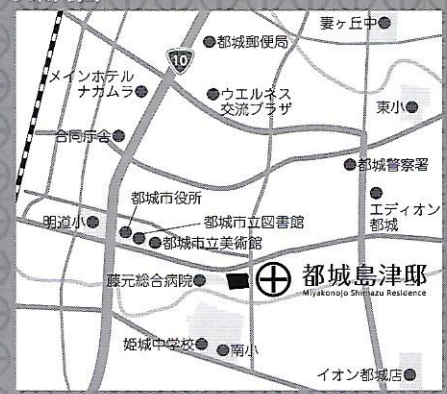 妻ヶ丘中
都城郵便局
10
メインホテル
ナカムラ
ウエルネス
交流プラザ
東小
合同庁舎
都城警察署
都城市役所
エディオン
都城
明道小
都城市立図書館
都城市立美術館
藤元総合病院
都城島津邸
Miyakonojo Shimazu Residence
姫城中学校
南小
イオン都城店